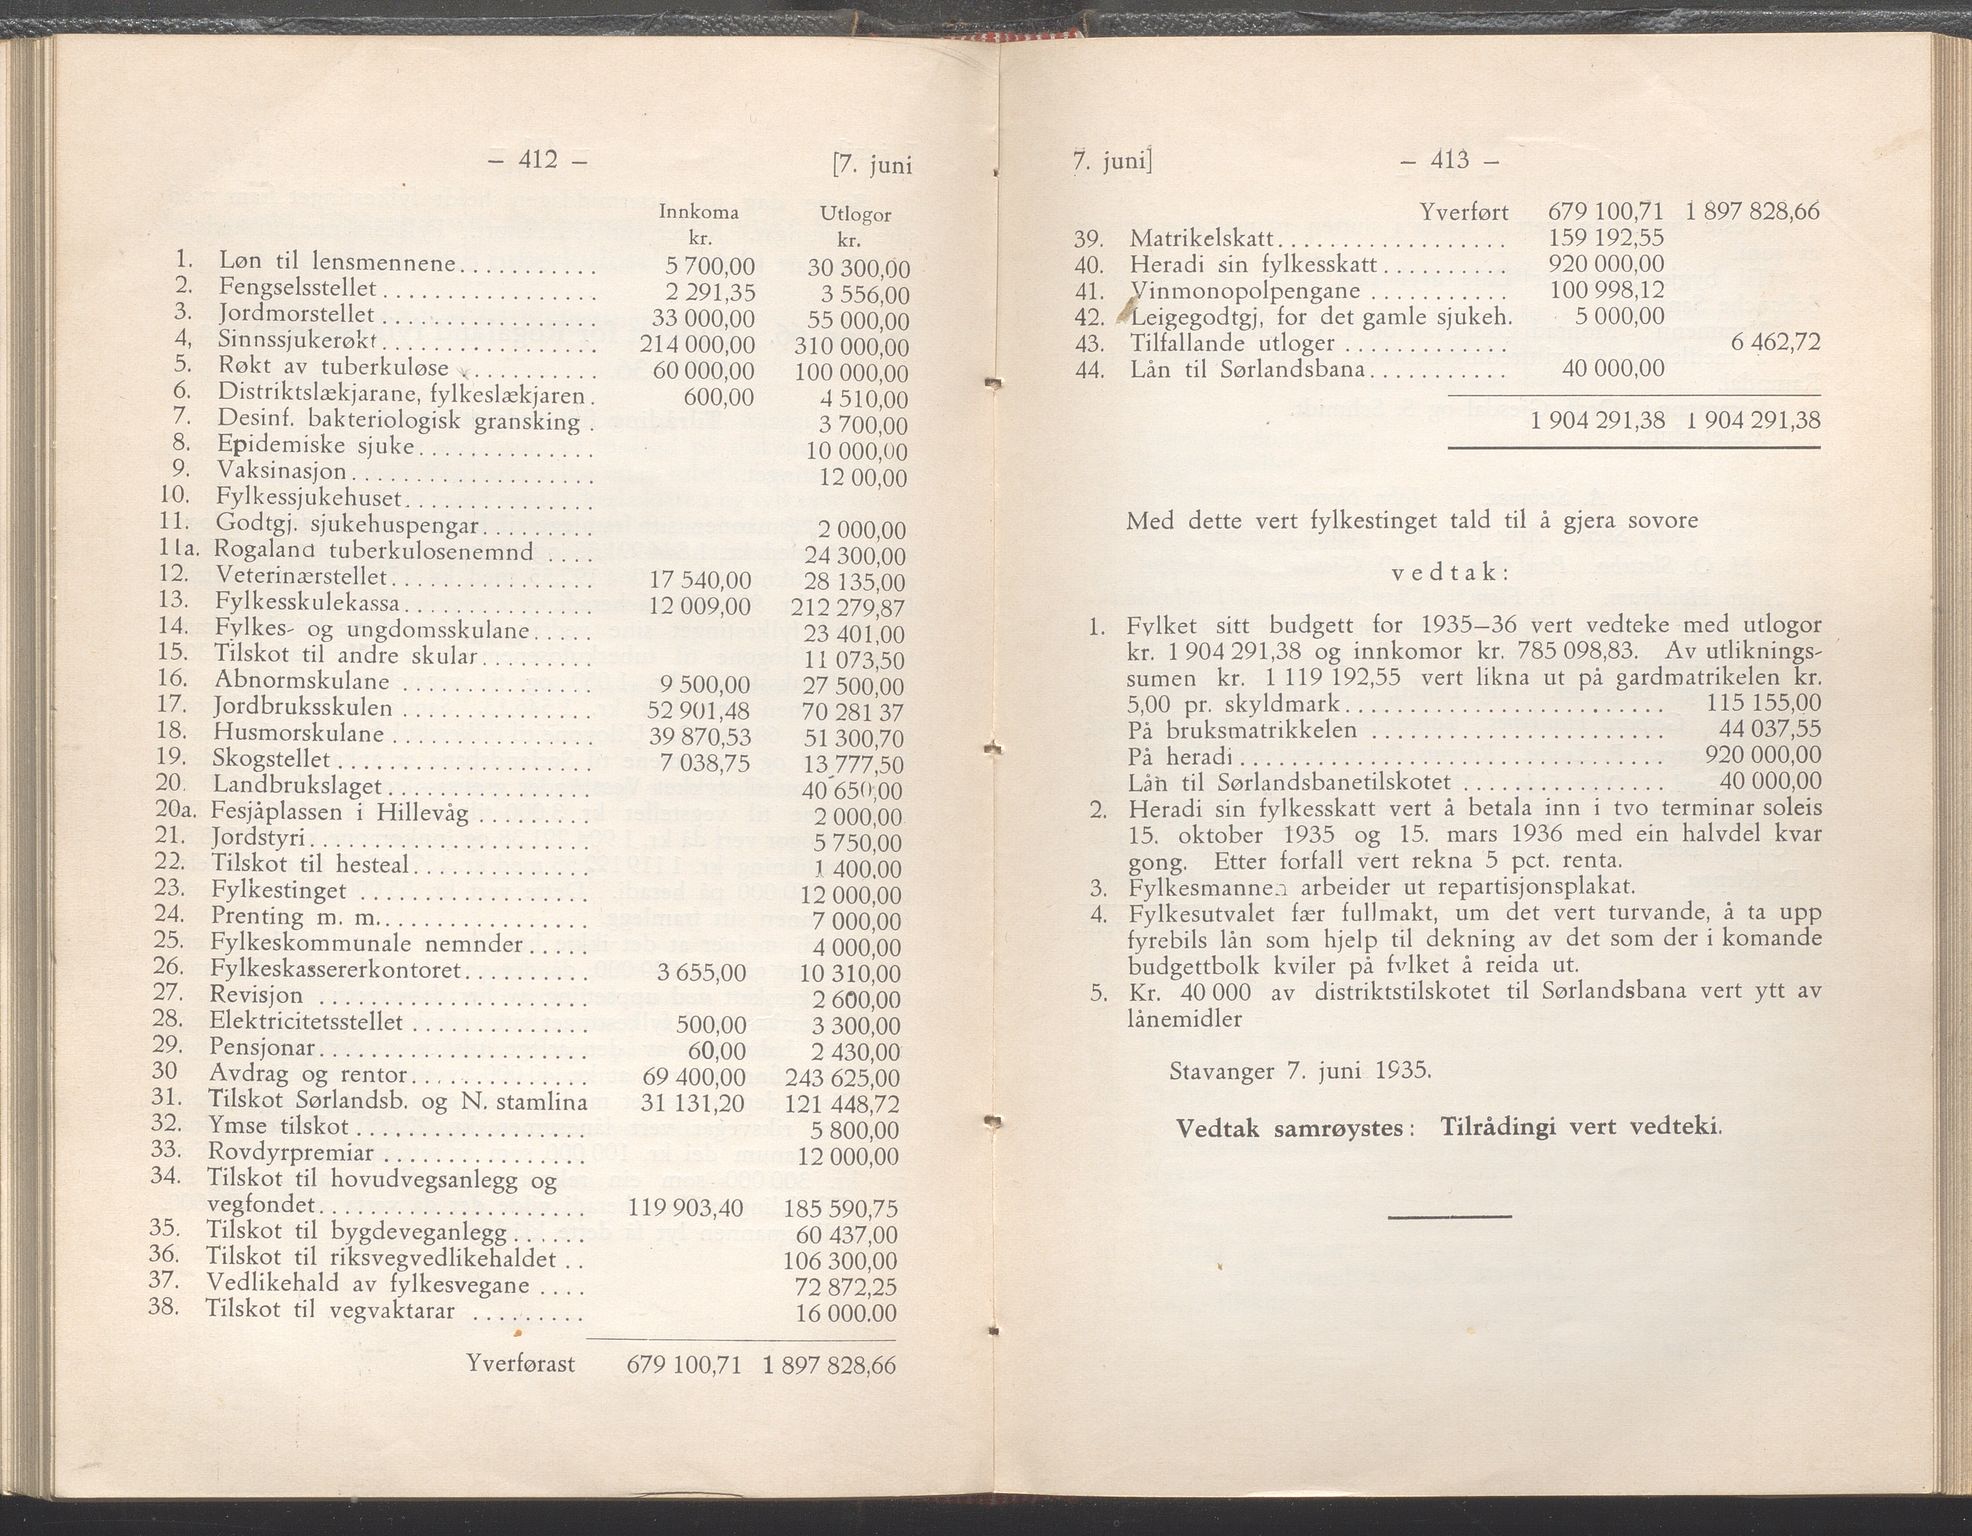 – 412 – [7. juni
Innkoma Utlogor
kr. kr.
1. Løn til lensmennene........... 5 700,00 30 300,00
2. Fengselsstellet................. 2 291,35 3 556,00
3. Jordmorstellet................. 33 000,00 55 000,00
4, Sinnssjukerøkt................. 214 000,00 310 000,00
5. Røkt av tuberkuløse........... 60 000,00 100 000,00
6. Distriktslækjarane, fylkeslækjaren. 600,00 4 510,00
7. Desinf. bakteriologisk gransking. 3 700,00
8. Epidemiske sjuke.............. 10 000,00
9. Vaksinasjon................... 12 00,00
10. Fylkessjukehuset..............
11. Godtgj. sjukehuspengar......... 2 000,00
11a. Rogaland tuberkulosenemnd .... 24 300,00
12. Veterinærstellet................ 17 540,00 28 135,00
13. Fylkesskulekassa............... 12 009,00 212 279,87
14. Fylkes- og ungdomsskulane..... 23 401,00
15. Tilskot til andre skular......... 11 073,50
16. Abnormskulane ............... 9 500,00 27 500,00
17. Jordbruksskulen ............... 52 901,48 70 281 37
18. Husmorskulane ................ 39 870,53 51 300,70
19. Skogstellet .................... 7 038,75 13 777,50
20. Landbrukslaget................ 40 650,00
20a. Fesjåplassen i Hillevåg ......... 2 000,00
21. Jordstyri...................... 5 750,00
22. Tilskot til hesteal.............. 1 400,00
23. Fylkestinget .................. 12 000,00
24. Prenting m. m................. 7 000,00
25. Fylkeskommunale nemnder..... 4 000,00
26. Fylkeskassererkontoret.......... 3 655,00 10 310,00
27. Revisjon ..................... 2 600,00
28. Elektricitetsstellet .............. 500,00 3 300,00
29. Pensjonar..................... 60,00 2 430,00
30 Avdrag og rentor.............. 69 400,00 243 625,00
31. Tilskot Sørlandsb. og N. stamlina 31 131,20 121 448,72
32. Ymse tilskot.................. 5 800,00
33. Rovdyrpremiar ................ 12 000,00
34. Tilskot til hovudvegsanlegg og
vegfondet..................... 119 903,40 185 590,75
35. Tilskot til bygdeveganlegg...... 60 437,00
36. Tilskot til riksvegvedlikehaldet.. 106 300,00
37. Vedlikehald av fylkesvegane .... 72 872,25
38. Tilskot til vegvaktarar ......... 16 000.00
Yverførast 679 100,71 1 897 828,66
7. juni] – 413 –
Yverført 679 100,71 1 897 828,66
39. Matrikelskatt.................. 159 192,55
40. Heradi sin fylkesskatt.......... 920 000,00
41. Vinmonopolpengane ........... 100 998,12
42. Leigegodtgj, for det gamle sjukeh. 5 000,00
43. Tilfallande utloger ............. 6 462,72
44. Lån til Sørlandsbana........... 40 000,00
1 904 291,38 1 904 291,38
Med dette vert fylkestinget tald til å gjera sovore
vedtak:
1. Fylket sitt budgett for 1935–36 vert vedteke med utlogor
kr. 1 904 291,38 og innkomor kr. 785 098,83. Av utliknings-
sumen kr. 1 119 192,55 vert likna ut på gardmatrikelen kr.
5,00 pr. skyldmark......................... 115 155,00
På bruksmatrikkelen ....................... 44 037,55
På heradi.................................. 920 000,00
Lån til Sørlandsbanetilskotet ................ 40 000,00
2. Heradi sin fylkesskatt vert å betala inn i tvo terminar soleis
15. oktober 1935 og 15. mars 1936 med ein halvdel kvar
gong. Etter forfall vert rekna 5 pct. renta.
3. Fylkesmannen arbeider ut repartisjonsplakat.
4. Fylkesutvalet fær fullmakt, um det vert turvande, å ta upp
fyrebils lån som hjelp til dekning av det som der i komande
budgettbolk kviler på fylket å reida ut.
5. Kr. 40 000 av distriktstilskotet til Sørlandsbana vert ytt av
lånemidler
Stavanger 7. juni 1935.
Vedtak samrøystes: Tilrådingi vert vedteki.